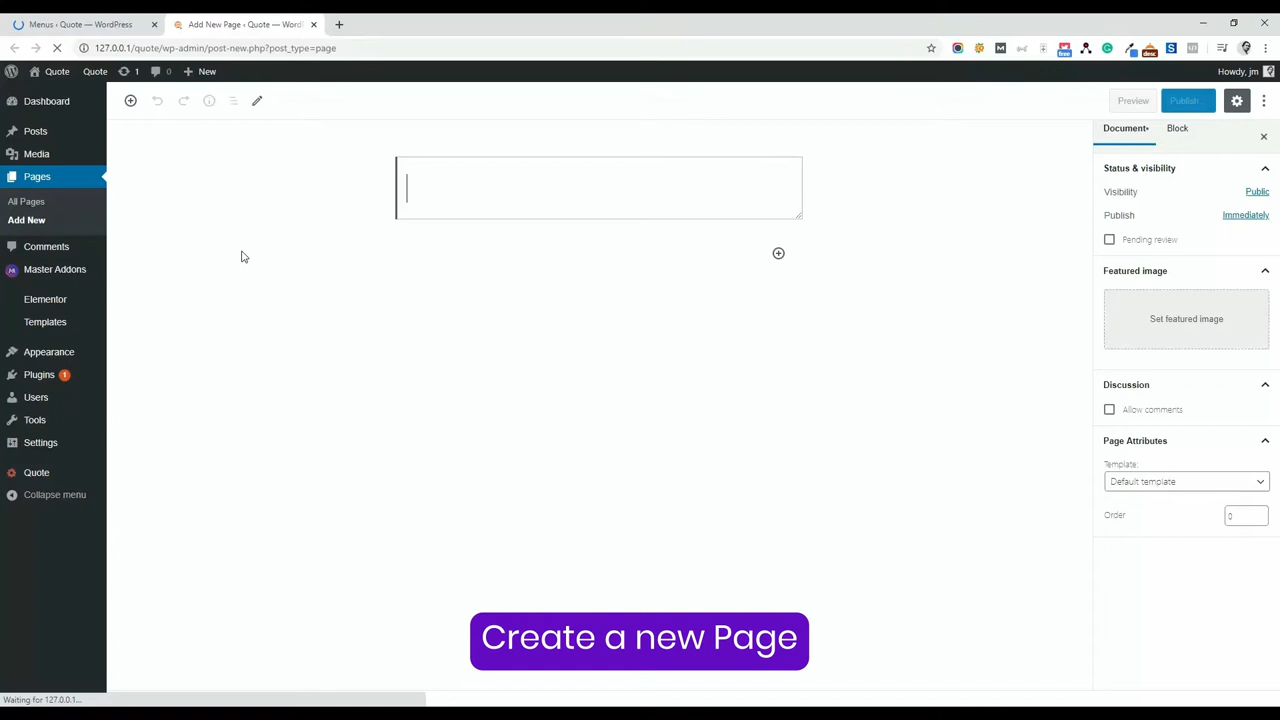 Menus ‹ Quote — WordPress
Add New Page ‹ Quote — Word
127.0.0.1/quote/wp-admin/post-new.php?post_type=page
Quote
Quote
1
0
New
Howdy, jm
Dashboard
Posts
Media
Pages
All Pages
Add New
Comments
Master Addons
Elementor
Templates
Appearance
Plugins 1
Users
Tools
Settings
Quote
Collapse menu
Preview
Publish...
Document
Block
Status & visibility
Visibility
Public
Publish
Immediately
Pending review
Featured image
Set featured image
Discussion
Allow comments
Page Attributes
Template:
Default template
Order
0
Create a new Page
Waiting for 127.0.0.1...